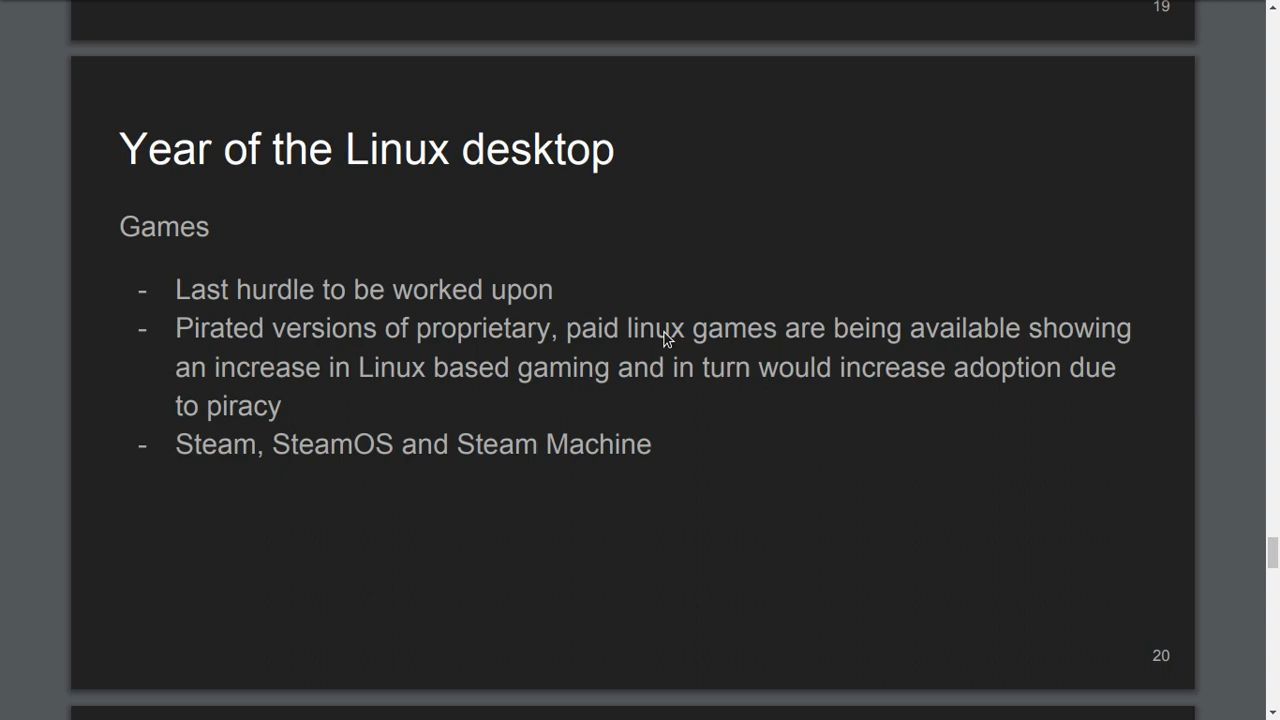 19
Year of the Linux desktop
Games
- Last hurdle to be worked upon
- Pirated versions of proprietary, paid linux games are being available showing
an increase in Linux based gaming and in turn would increase adoption due
to piracy
- Steam, SteamOS and Steam Machine
20